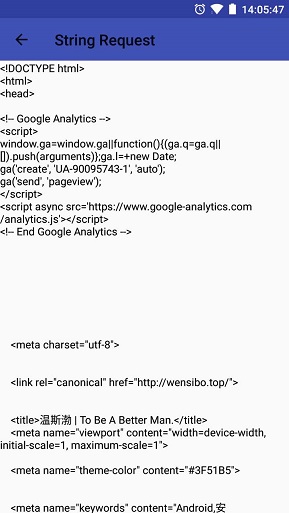 14:05:47
String Request
<!DOCTYPE html>
<html>
<head>
<!-- Google Analytics -->
<script>
window.ga=window.ga||function(){(ga.q=ga.q||
[]).push(arguments)};ga.l=+new Date;
ga('create', 'UA-90095743-1', 'auto');
ga('send', 'pageview');
</script>
<script async src='https://www.google-analytics.com
/analytics.js'></script>
<!-- End Google Analytics -->
<meta charset="utf-8">
<link rel="canonical" href="http://wensibo.top/">
<title>温斯渤 | To Be A Better Man.</title>
<meta name="viewport" content="width=device-width,
initial-scale=1, maximum-scale=1">
<meta name="theme-color" content="#3F51B5">
<meta name="keywords" content="Android,安